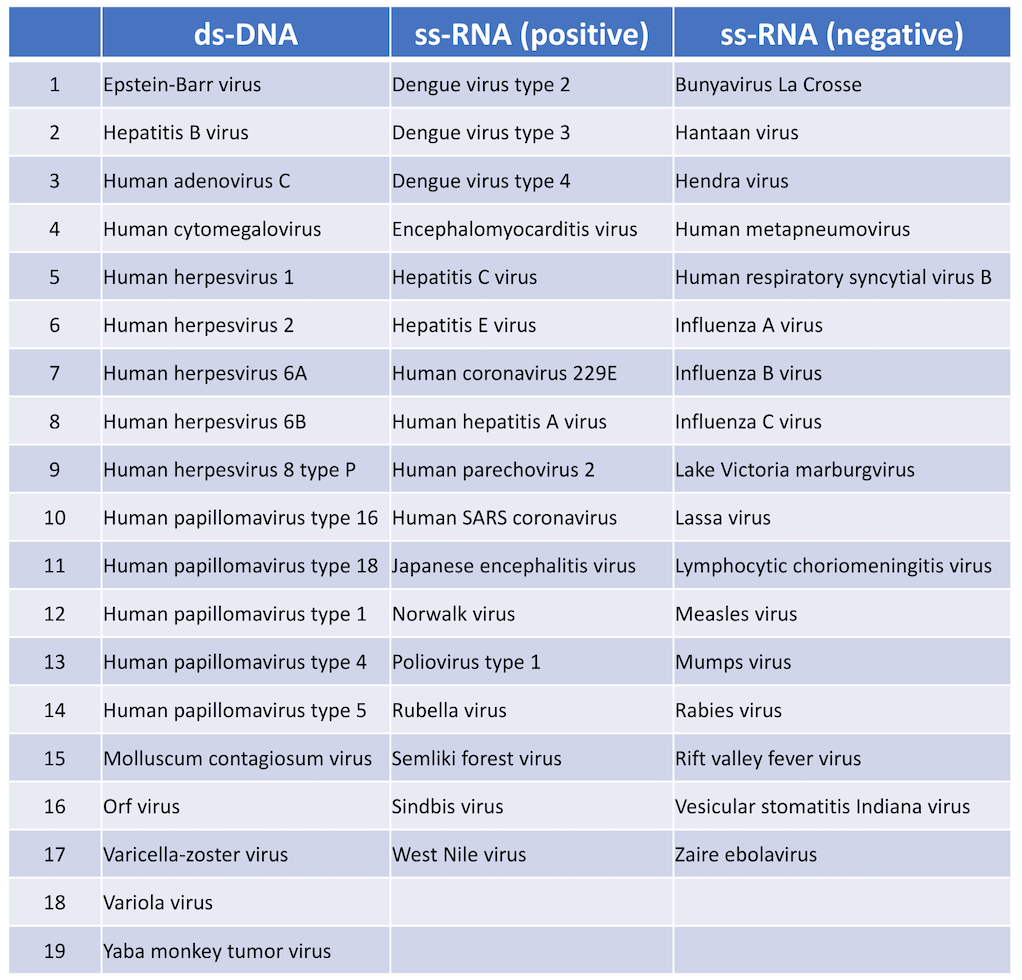 ds-DNA ss-RNA (positive) ss-RNA (negative)
1 Epstein-Barr virus Dengue virus type 2 Bunyavirus La Crosse
2 Hepatitis B virus Dengue virus type 3 Hantaan virus
3 Human adenovirus C Dengue virus type 4 Hendra virus
4 Human cytomegalovirus Encephalomyocarditis virus Human metapneumovirus
5 Human herpesvirus 1 Hepatitis C virus Human respiratory syncytial virus B
6 Human herpesvirus 2 Hepatitis E virus Influenza A virus
7 Human herpesvirus 6A Human coronavirus 229E Influenza B virus
8 Human herpesvirus 6B Human hepatitis A virus Influenza C virus
9 Human herpesvirus 8 type P Human parechovirus 2 Lake Victoria marburgvirus
10 Human papillomavirus type 16 Human SARS coronavirus Lassa virus
11 Human papillomavirus type 18 Japanese encephalitis virus Lymphocytic choriomeningitis virus
12 Human papillomavirus type 1 Norwalk virus Measles virus
13 Human papillomavirus type 4 Poliovirus type 1 Mumps virus
14 Human papillomavirus type 5 Rubella virus Rabies virus
15 Molluscum contagiosum virus Semliki forest virus Rift valley fever virus
16 Orf virus Sindbis virus Vesicular stomatitis Indiana virus
17 Varicella-zoster virus West Nile virus Zaire ebolavirus
18 Variola virus
19 Yaba monkey tumor virus